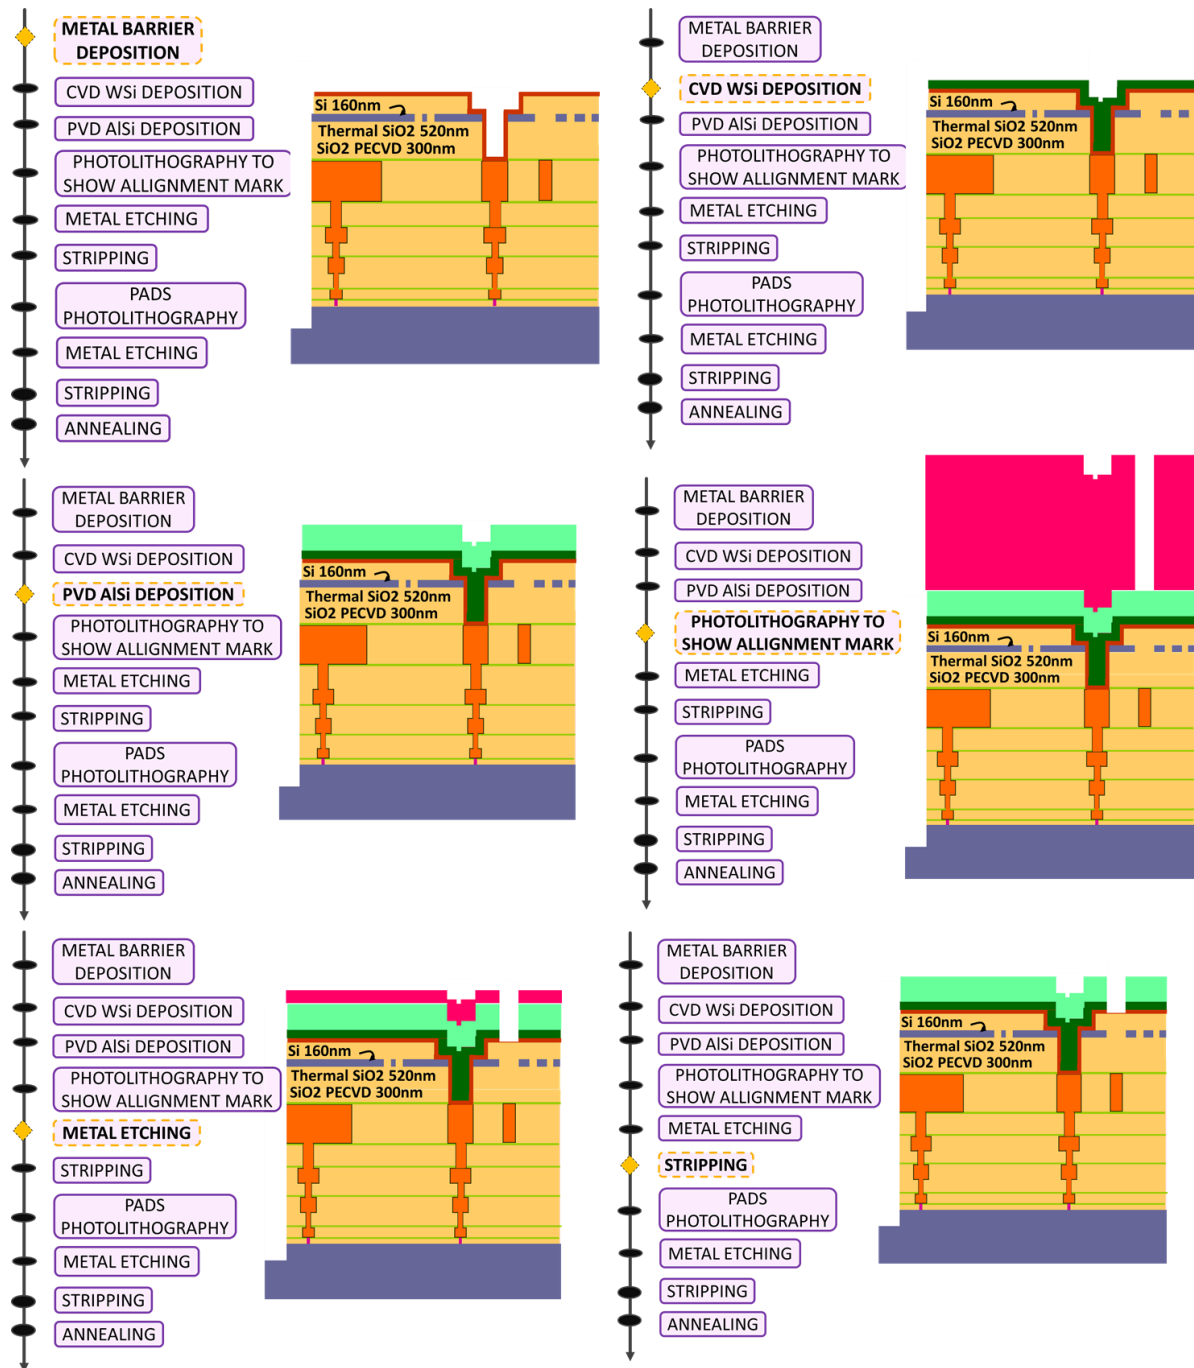 METAL BARRIER
DEPOSITION
CVD WSi DEPOSITION
PVD AlSi DEPOSITION
PHOTOLITHOGRAPHY TO
SHOW ALLIGNMENT MARK
METAL ETCHING
STRIPPING
PADS
PHOTOLITHOGRAPHY
METAL ETCHING
STRIPPING
ANNEALING
Si 160nm
Thermal SiO2 520nm
SiO2 PECVD 300nm
METAL BARRIER
DEPOSITION
CVD WSi DEPOSITION
PVD AlSi DEPOSITION
PHOTOLITHOGRAPHY TO
SHOW ALLIGNMENT MARK
METAL ETCHING
STRIPPING
PADS
PHOTOLITHOGRAPHY
METAL ETCHING
STRIPPING
ANNEALING
Si 160nm
Thermal SiO2 520nm
SiO2 PECVD 300nm
METAL BARRIER
DEPOSITION
CVD WSi DEPOSITION
PVD AlSi DEPOSITION
PHOTOLITHOGRAPHY TO
SHOW ALLIGNMENT MARK
METAL ETCHING
STRIPPING
PADS
PHOTOLITHOGRAPHY
METAL ETCHING
STRIPPING
ANNEALING
Si 160nm
Thermal SiO2 520nm
SiO2 PECVD 300nm
METAL BARRIER
DEPOSITION
CVD WSi DEPOSITION
PVD AlSi DEPOSITION
PHOTOLITHOGRAPHY TO
SHOW ALLIGNMENT MARK
METAL ETCHING
STRIPPING
PADS
PHOTOLITHOGRAPHY
METAL ETCHING
STRIPPING
ANNEALING
Si 160nm
Thermal SiO2 520nm
SiO2 PECVD 300nm
METAL BARRIER
DEPOSITION
CVD WSi DEPOSITION
PVD AlSi DEPOSITION
PHOTOLITHOGRAPHY TO
SHOW ALLIGNMENT MARK
METAL ETCHING
STRIPPING
PADS
PHOTOLITHOGRAPHY
METAL ETCHING
STRIPPING
ANNEALING
Si 160nm
Thermal SiO2 520nm
SiO2 PECVD 300nm
METAL BARRIER
DEPOSITION
CVD WSi DEPOSITION
PVD AlSi DEPOSITION
PHOTOLITHOGRAPHY TO
SHOW ALLIGNMENT MARK
METAL ETCHING
STRIPPING
PADS
PHOTOLITHOGRAPHY
METAL ETCHING
STRIPPING
ANNEALING
Si 160nm
Thermal SiO2 520nm
SiO2 PECVD 300nm